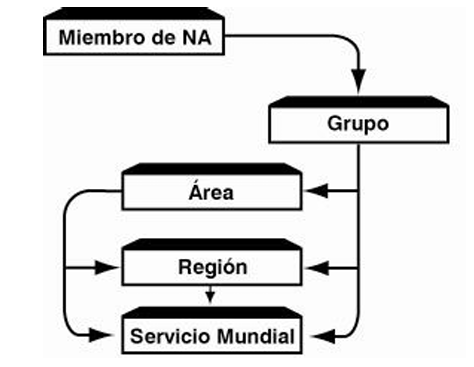 Miembro de NA
Grupo
Área
Región
Servicio Mundial